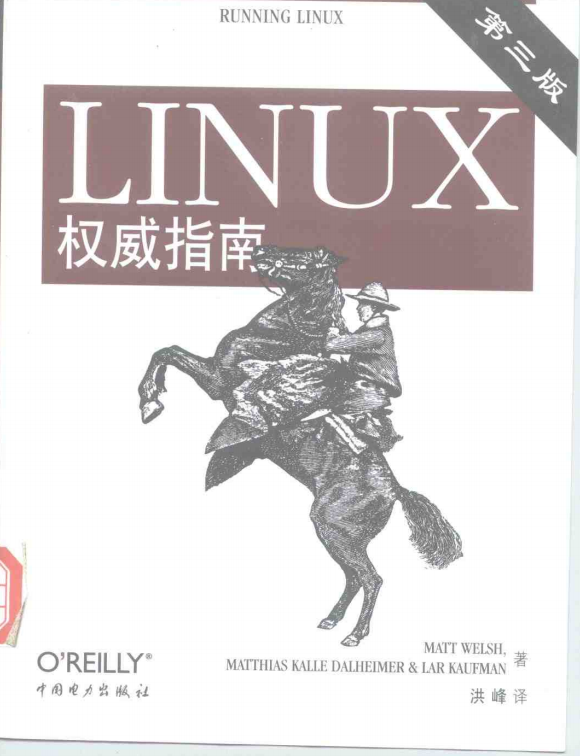 RUNNING LINUX
第三版
LINUX
权威指南
MATT WELSH,
MATTHIAS KALLE DALHEIMER & LAR KAUFMAN 著
O'REILLY®
中国电力出版社
洪峰 译